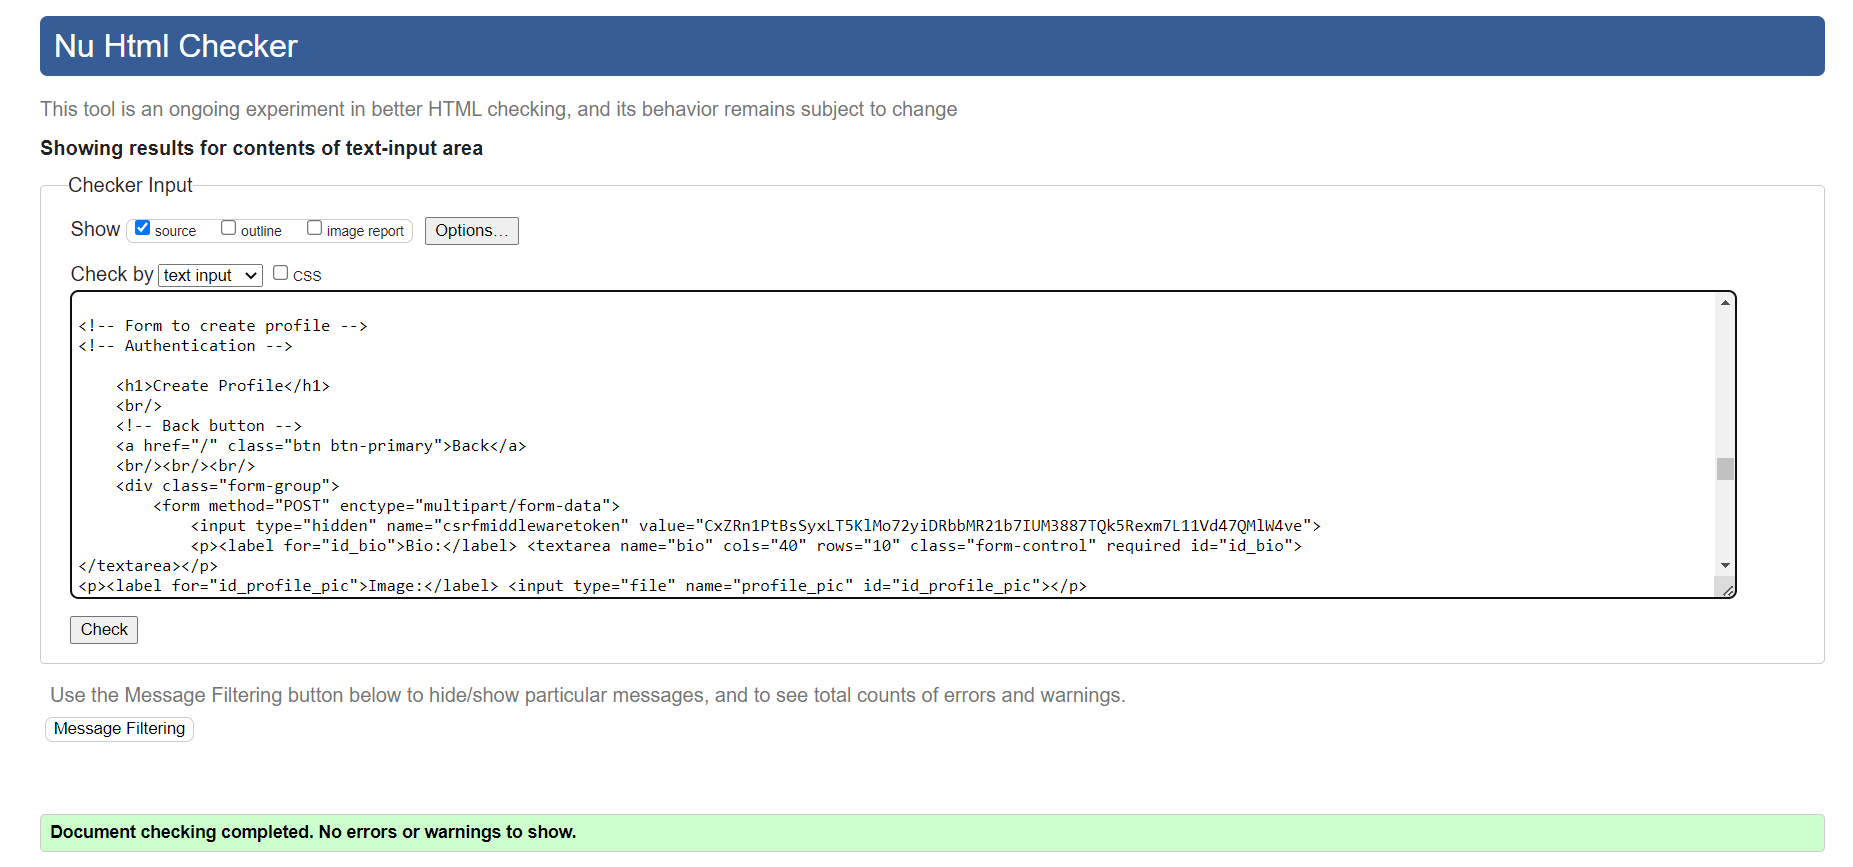 Nu Html Checker
This tool is an ongoing experiment in better HTML checking, and its behavior remains subject to change
Showing results for contents of text-input area
Checker Input
Show source outline image report Options...
Check by text input CSS
<!-- Form to create profile -->
<!-- Authentication -->
<h1>Create Profile</h1>
<br/>
<!-- Back button -->
<a href="/" class="btn btn-primary">Back</a>
<br/><br/><br/>
<div class="form-group">
<form method="POST" enctype="multipart/form-data">
<input type="hidden" name="csrfmiddlewaretoken" value="CxZRn1PtBsSyxLT5KlMo72yiDRbbMR21b7IUM3887TQk5Rexm7L11Vd47QMlW4ve">
<p><label for="id_bio">Bio:</label> <textarea name="bio" cols="40" rows="10" class="form-control" required id="id_bio">
</textarea></p>
<p><label for="id_profile_pic">Image:</label> <input type="file" name="profile_pic" id="id_profile_pic"></p>
Check
Use the Message Filtering button below to hide/show particular messages, and to see total counts of errors and warnings.
Message Filtering
Document checking completed. No errors or warnings to show.